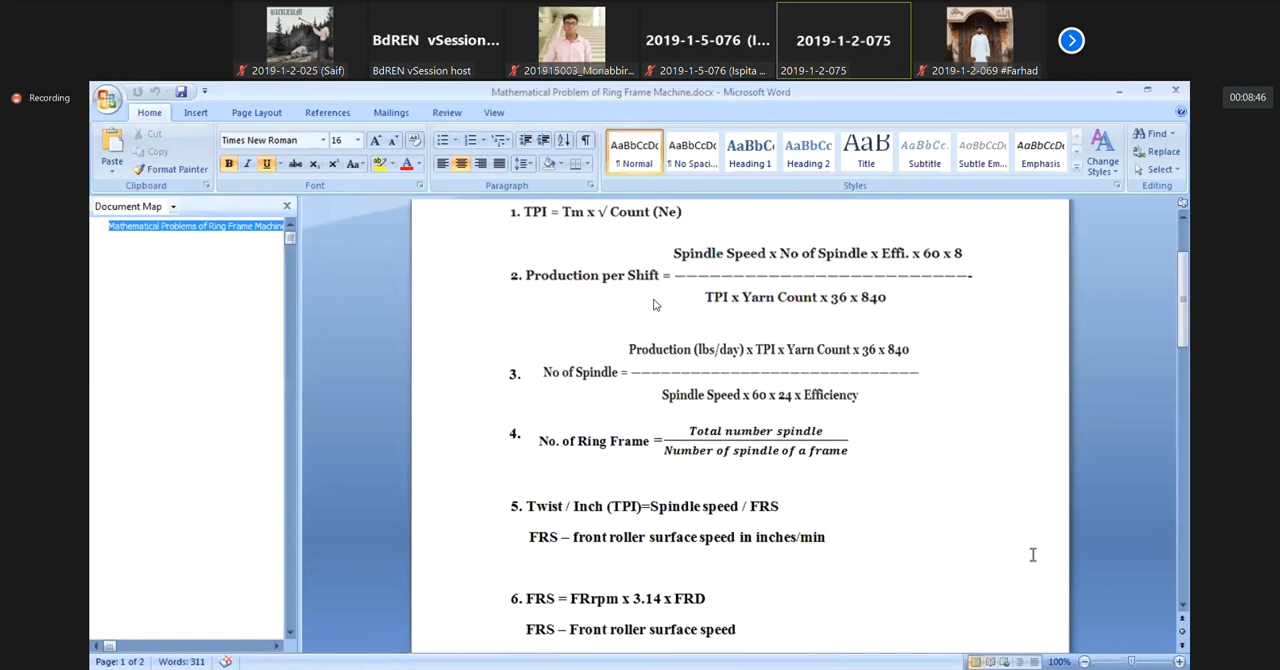 BURZUM
BdREN vSession...
2019-1-5-076 (I...
2019-1-2-075
2019-1-2-025 (Saif)
BdREN vSession host
201915003_Monabbir...
2019-1-5-076 (Ispita ...
2019-1-2-075
2019-1-2-069 #Farhad
Recording
00:08:46
Mathematical Problem of Ring Frame Machine.docx - Microsoft Word
Home Insert Page Layout References Mailings Review View
Paste
Cut
Copy
Format Painter
Clipboard
Times New Roman 16
B I U abc X₂ X² Aa
Font
Paragraph
AaBbCcDc AaBbCcDc AaBbCc AaBbCc AaB AaBbCc. AaBbCcDc AaBbCcDc
¶ Normal ¶ No Spaci... Heading 1 Heading 2 Title Subtitle Subtle Em... Emphasis
Change Styles
Styles
Find
Replace
Select
Editing
Document Map
Mathematical Problems of Ring Frame Machin
1. TPI = Tm x √ Count (Ne)
Spindle Speed x No of Spindle x Effi. x 60 x 8
2. Production per Shift = ——————————————————————————-
TPI x Yarn Count x 36 x 840
Production (lbs/day) x TPI x Yarn Count x 36 x 840
3. No of Spindle = ————————————————————————————
Spindle Speed x 60 x 24 x Efficiency
4. No. of Ring Frame = Total number spindle
Number of spindle of a frame
5. Twist / Inch (TPI)=Spindle speed / FRS
FRS – front roller surface speed in inches/min
6. FRS = FRrpm x 3.14 x FRD
FRS – Front roller surface speed
Page: 1 of 2 Words: 311
100%